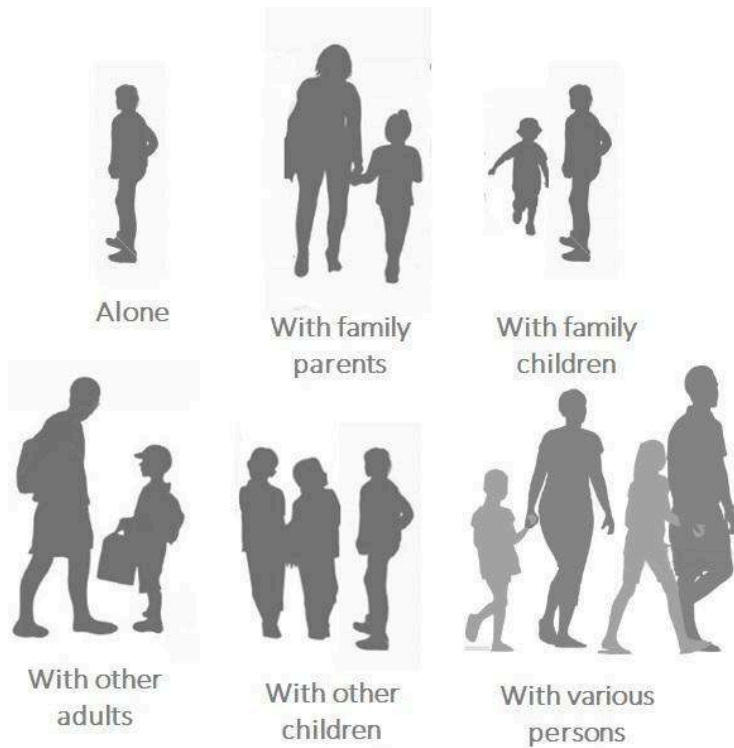 Alone
With family
parents
With family
children
With other
adults
With other
children
With various
persons